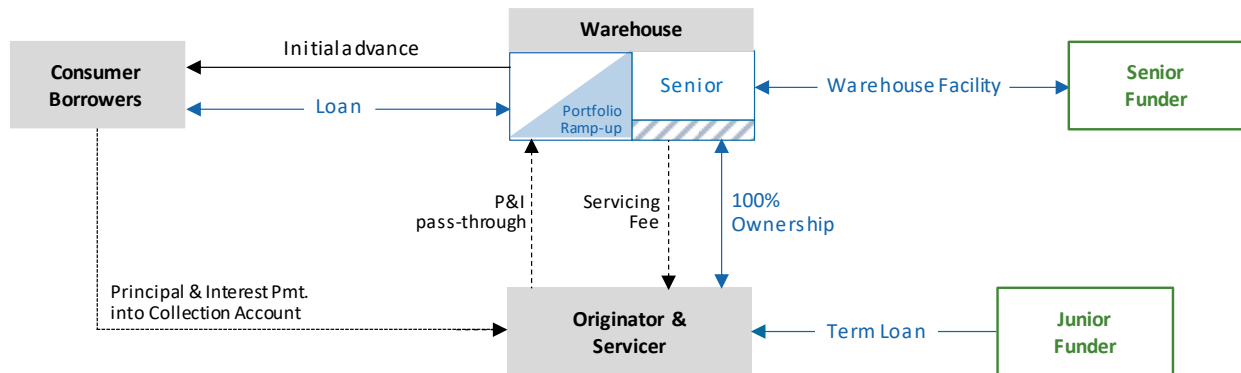 Warehouse
Initial advance
Consumer
Borrowers
Loan
Portfolio
Ramp-up
Senior
Warehouse Facility
Senior
Funder
P&I
pass-through
Servicing
Fee
100%
Ownership
Principal & Interest Pmt.
into Collection Account
Originator &
Servicer
Term Loan
Junior
Funder